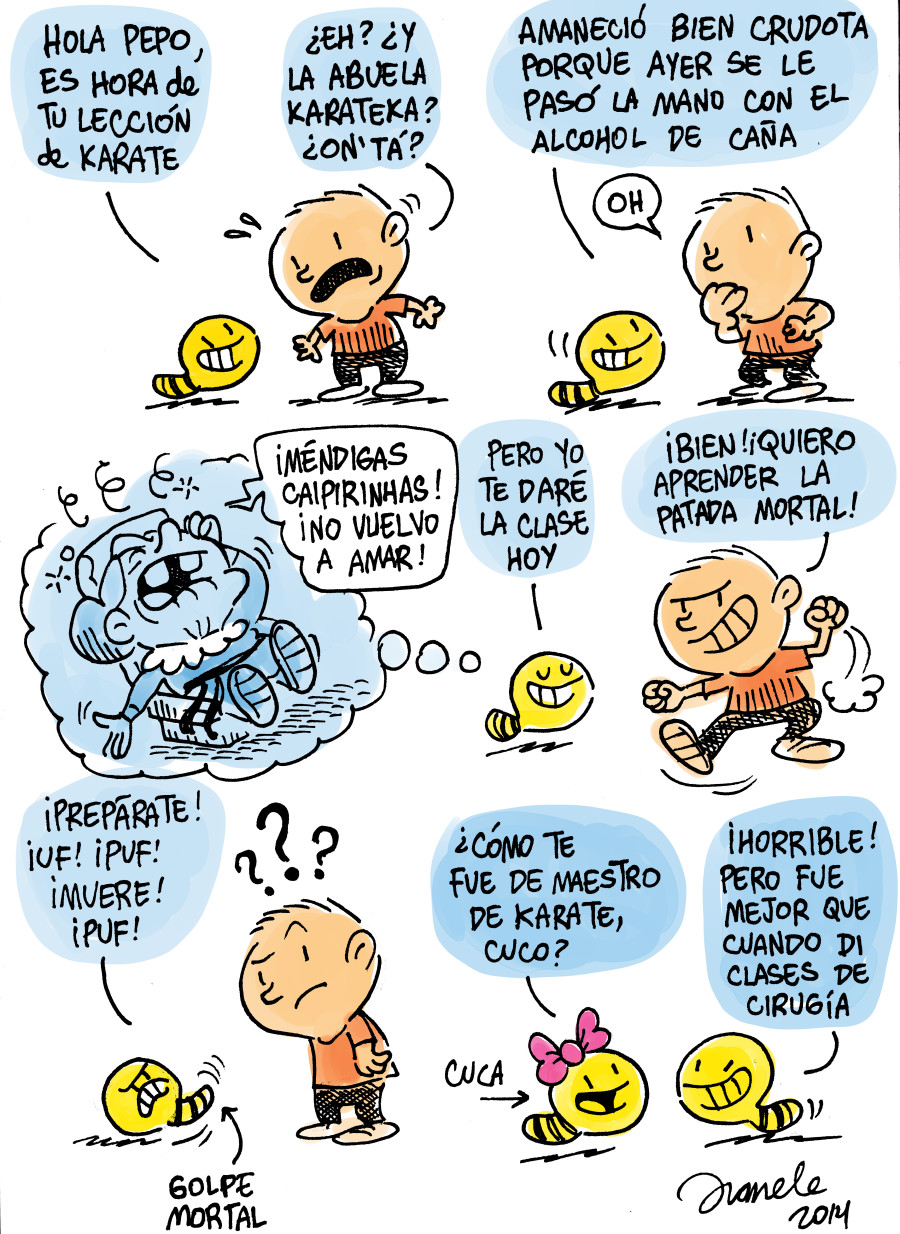 HOLA PEPO,
ES HORA de
TU LECCIÓN
de KARATE
¿EH? ¿Y
LA ABUELA
KARATEKA?
¿ON'TÁ?
AMANECIÓ BIEN CRUDOTA
PORQUE AYER SE LE
PASÓ LA MANO CON EL
ALCOHOL DE CAÑA
OH
¡MÉNDIGAS
CAIPIRINHAS!
¡NO VUELVO
A AMAR!
PERO YO
TE DARÉ
LA CLASE
HOY
¡BIEN! ¡QUIERO
APRENDER LA
PATADA MORTAL!
¡PREPÁRATE!
¡UF! ¡PUF!
¡MUERE!
¡PUF!
???
GOLPE
MORTAL
¿CÓMO TE
FUE DE MAESTRO
DE KARATE,
CUCO?
CUCA
¡HORRIBLE!
PERO FUE
MEJOR QUE
CUANDO DI
CLASES DE
CIRUGÍA
Juanele
2014